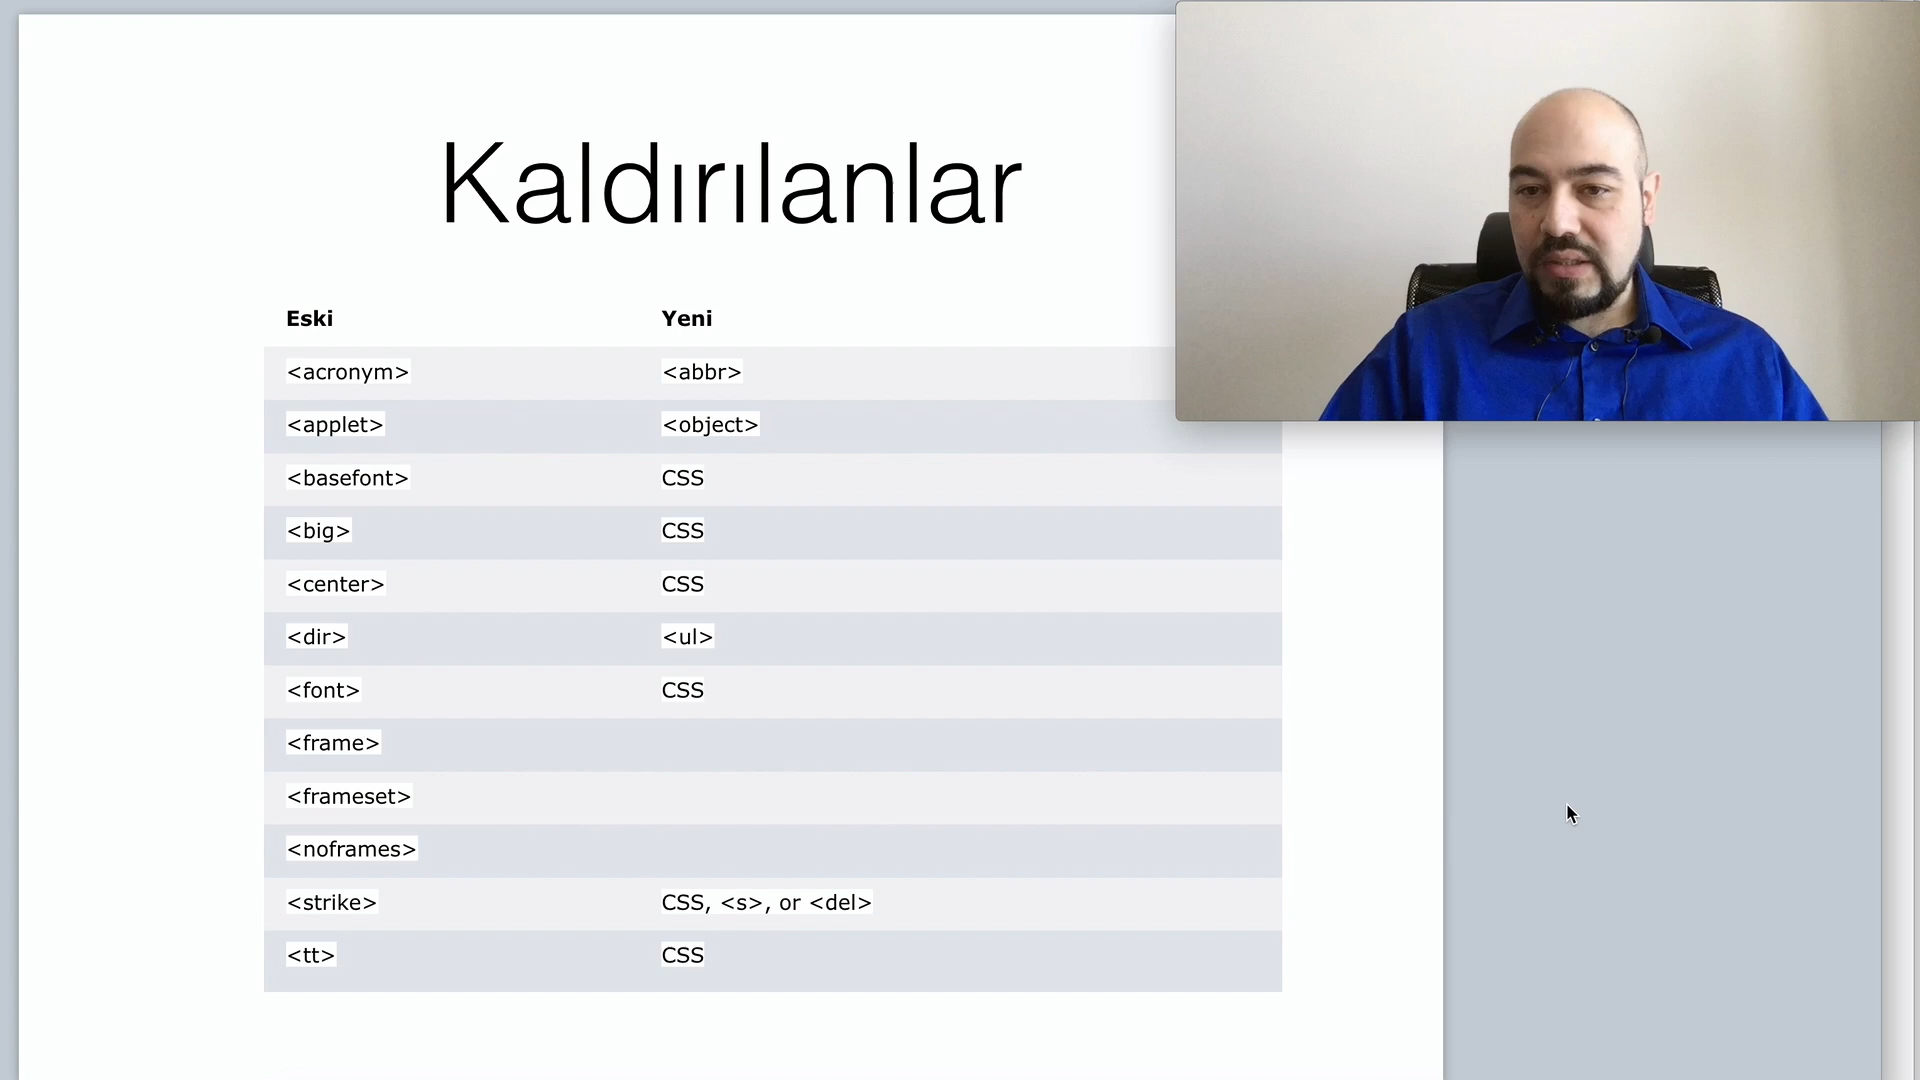 Kaldırılanlar
Eski Yeni
<acronym> <abbr>
<applet> <object>
<basefont> CSS
<big> CSS
<center> CSS
<dir> <ul>
<font> CSS
<frame>
<frameset>
<noframes>
<strike> CSS, <s>, or <del>
<tt> CSS